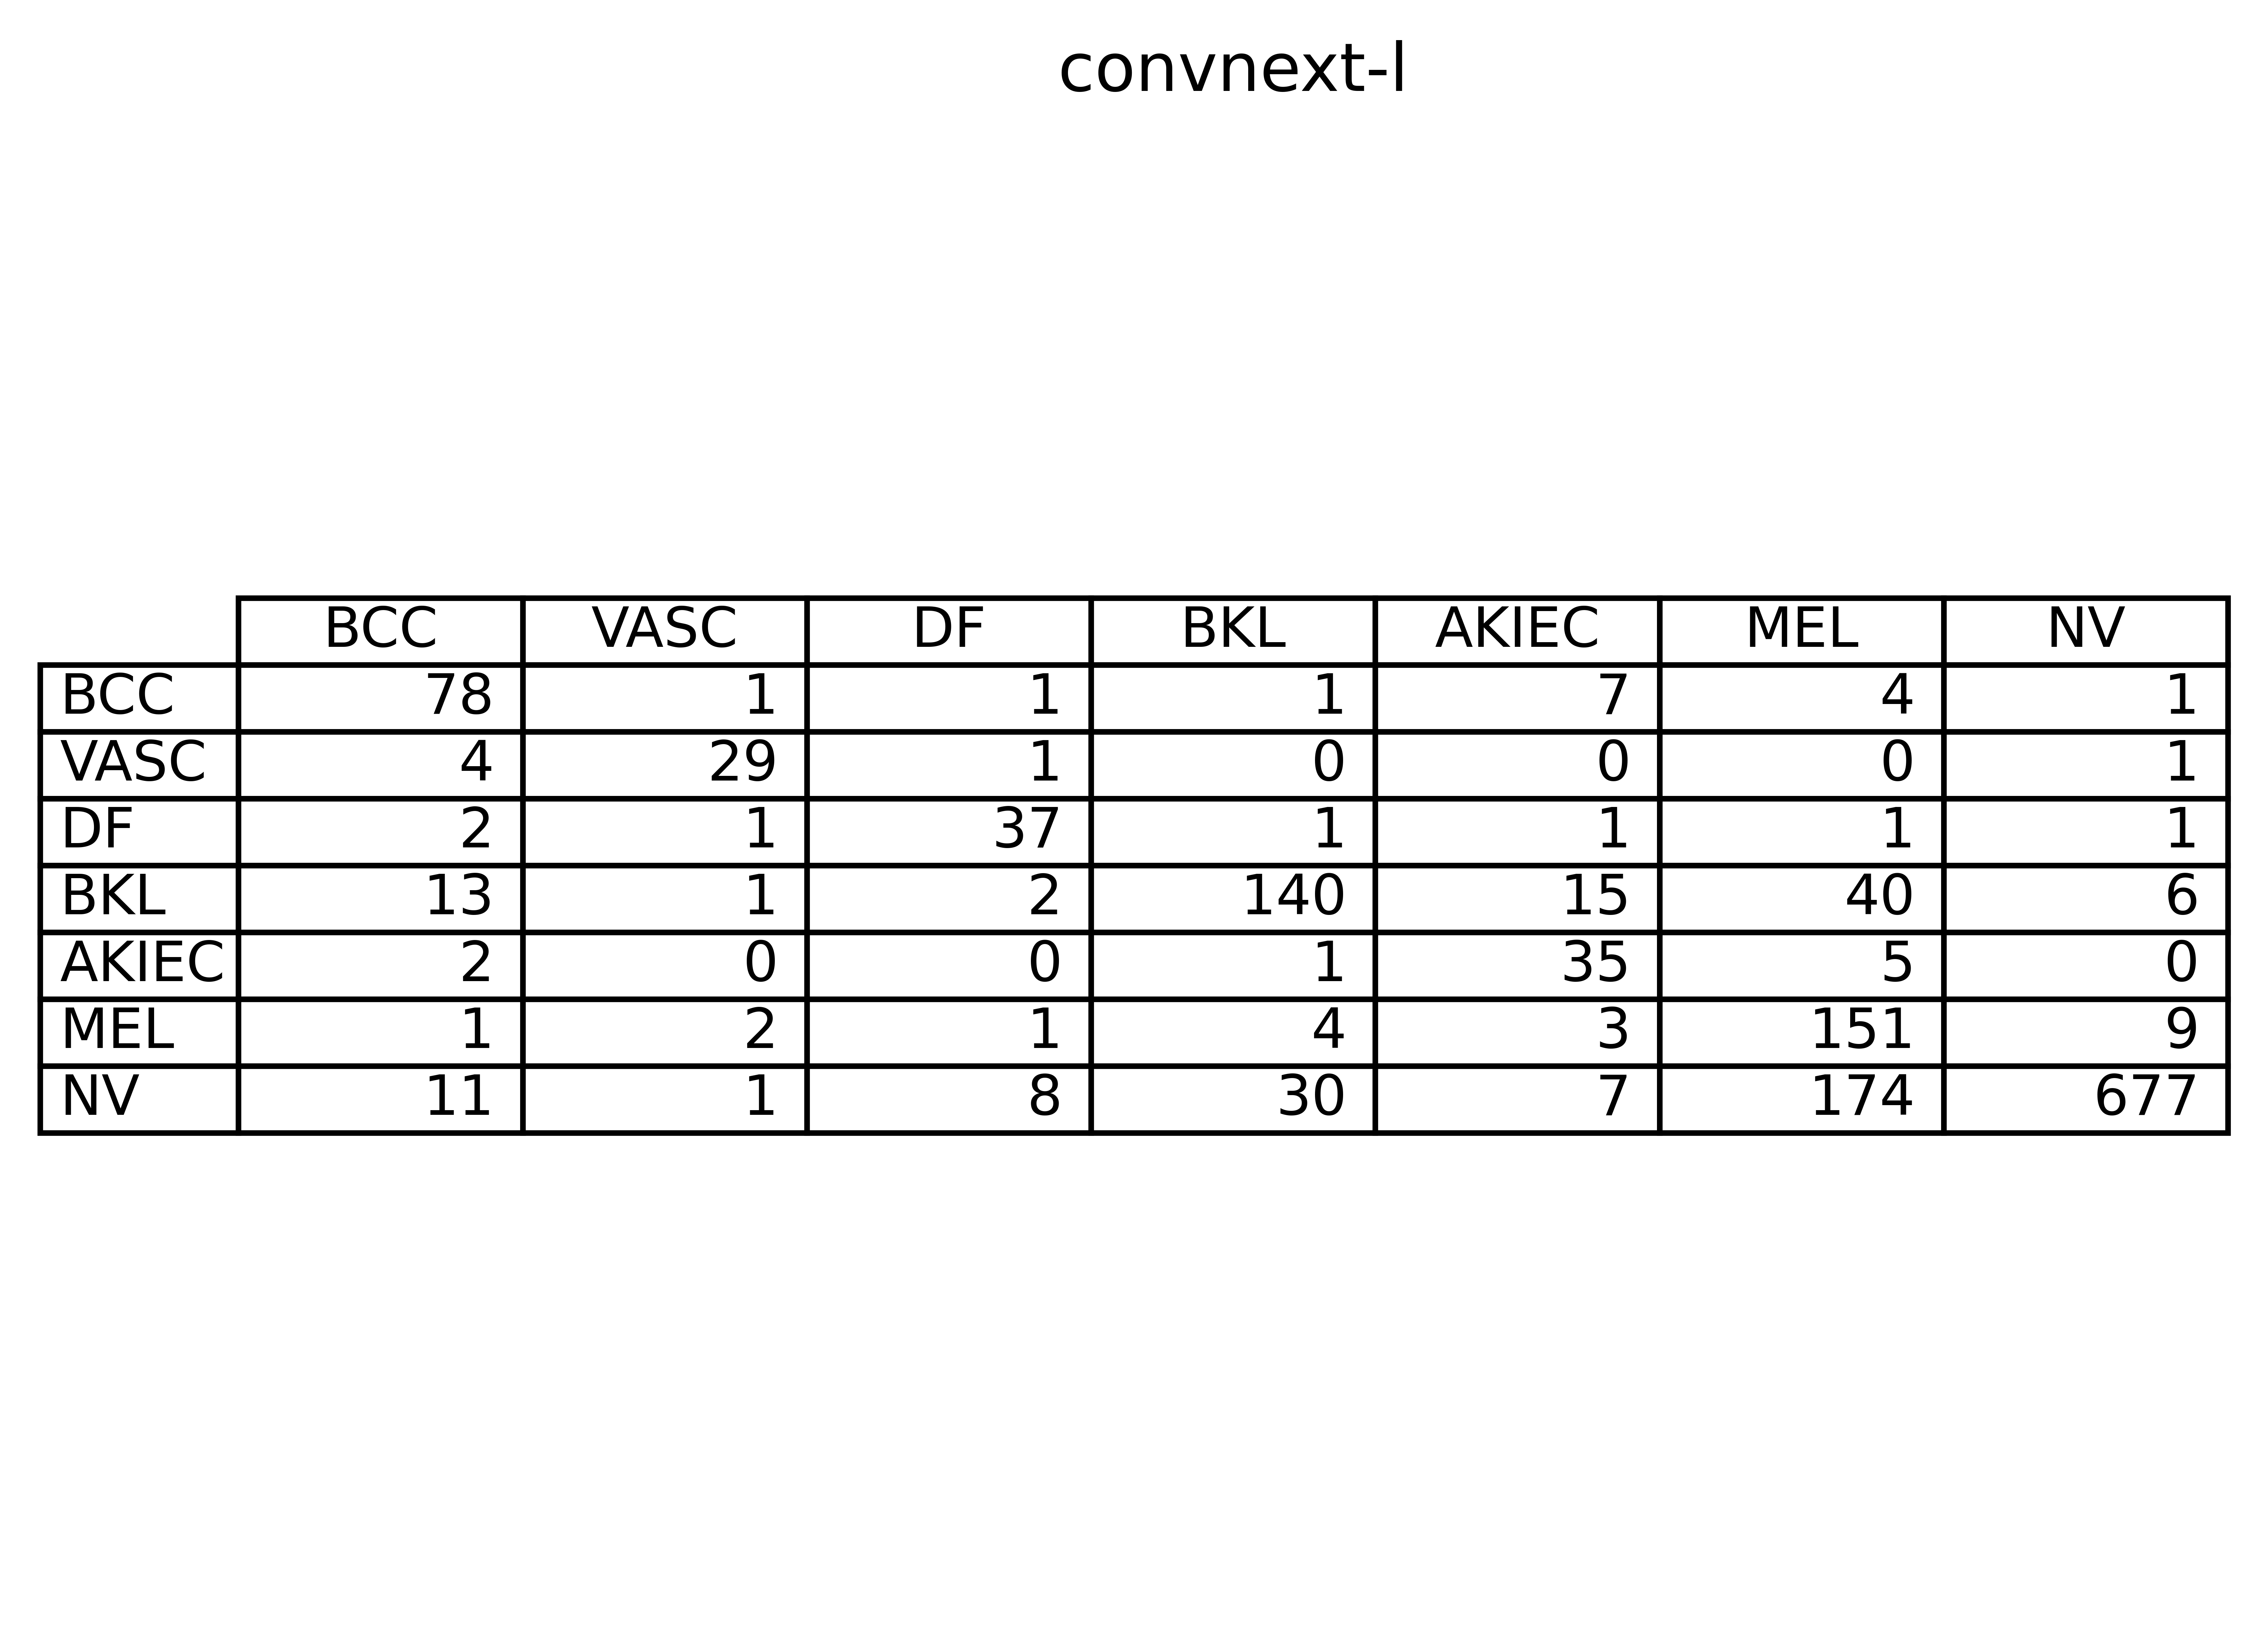 convnext-l
BCC VASC DF BKL AKIEC MEL NV
BCC 78 1 1 1 7 4 1
VASC 4 29 1 0 0 0 1
DF 2 1 37 1 1 1 1
BKL 13 1 2 140 15 40 6
AKIEC 2 0 0 1 35 5 0
MEL 1 2 1 4 3 151 9
NV 11 1 8 30 7 174 677